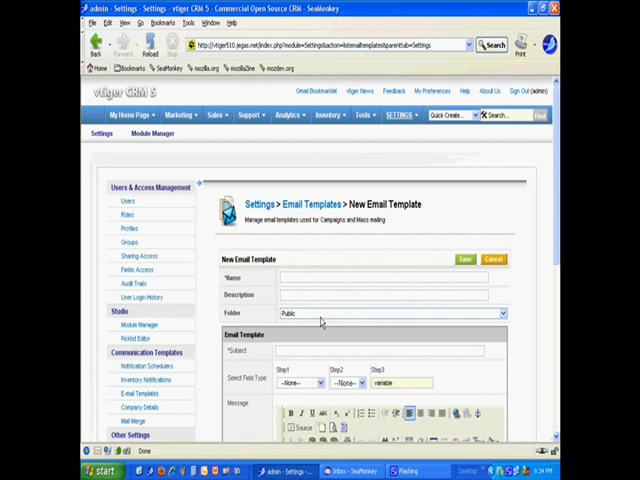 admin - Settings - Settings - vtiger CRM 5 - Commercial Open Source CRM - SeaMonkey
File Edit View Go Bookmarks Tools Window Help
Back Forward Reload Stop
http://vtiger510.jegas.net/index.php?module=Settings&action=listemailtemplates&parenttab=Settings
Search
Print
Home Bookmarks SeaMonkey mozilla.org mozillaZine mozdev.org
vtiger CRM 5
Gmail Bookmarklet vtiger News Feedback My Preferences Help About Us Sign Out (admin)
My Home Page Marketing Sales Support Analytics Inventory Tools SETTINGS Quick Create... Search... Find
Settings Module Manager
Users & Access Management
Users
Roles
Profiles
Groups
Sharing Access
Fields Access
Audit Trails
User Login History
Studio
Module Manager
Picklist Editor
Communication Templates
Notification Schedulers
Inventory Notifications
E-mail Templates
Company Details
Mail Merge
Other Settings
Settings > Email Templates > New Email Template
Manage email templates used for Campaigns and Mass mailing
New Email Template Save Cancel
*Name
Description
Folder Public
Email Template
*Subject
Step1 Step2 Step3
Select Field Type: --None-- --None-- variable
Message
B I U ABC
Source
Done
start admin - Settings -... Inbox - SeaMonkey Flashing Desktop 9:34 PM